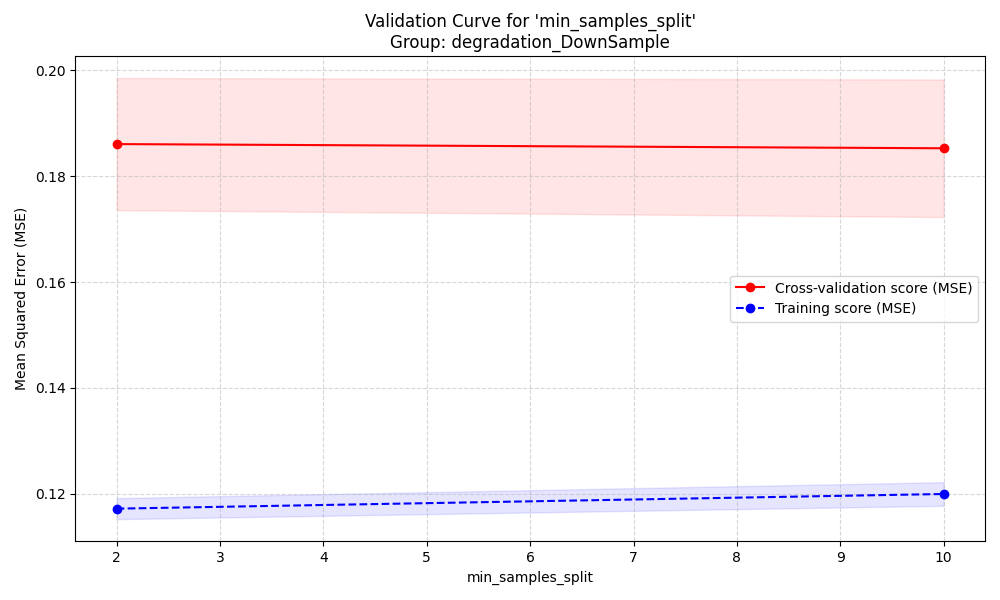 Validation Curve for 'min_samples_split'
Group: degradation_DownSample
Mean Squared Error (MSE)
0.20
0.18
0.16
0.14
0.12
Cross-validation score (MSE)
Training score (MSE)
2 3 4 5 6 7 8 9 10
min_samples_split